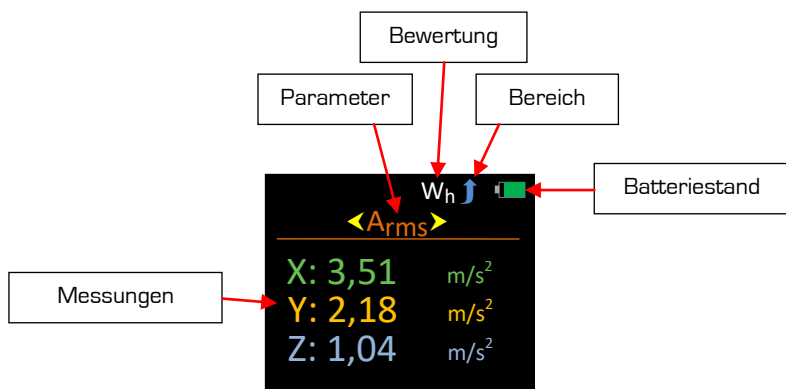 Bewertung
Parameter
Bereich
Wh
Batteriestand
Arms
Messungen
X: 3,51 m/s²
Y: 2,18 m/s²
Z: 1,04 m/s²